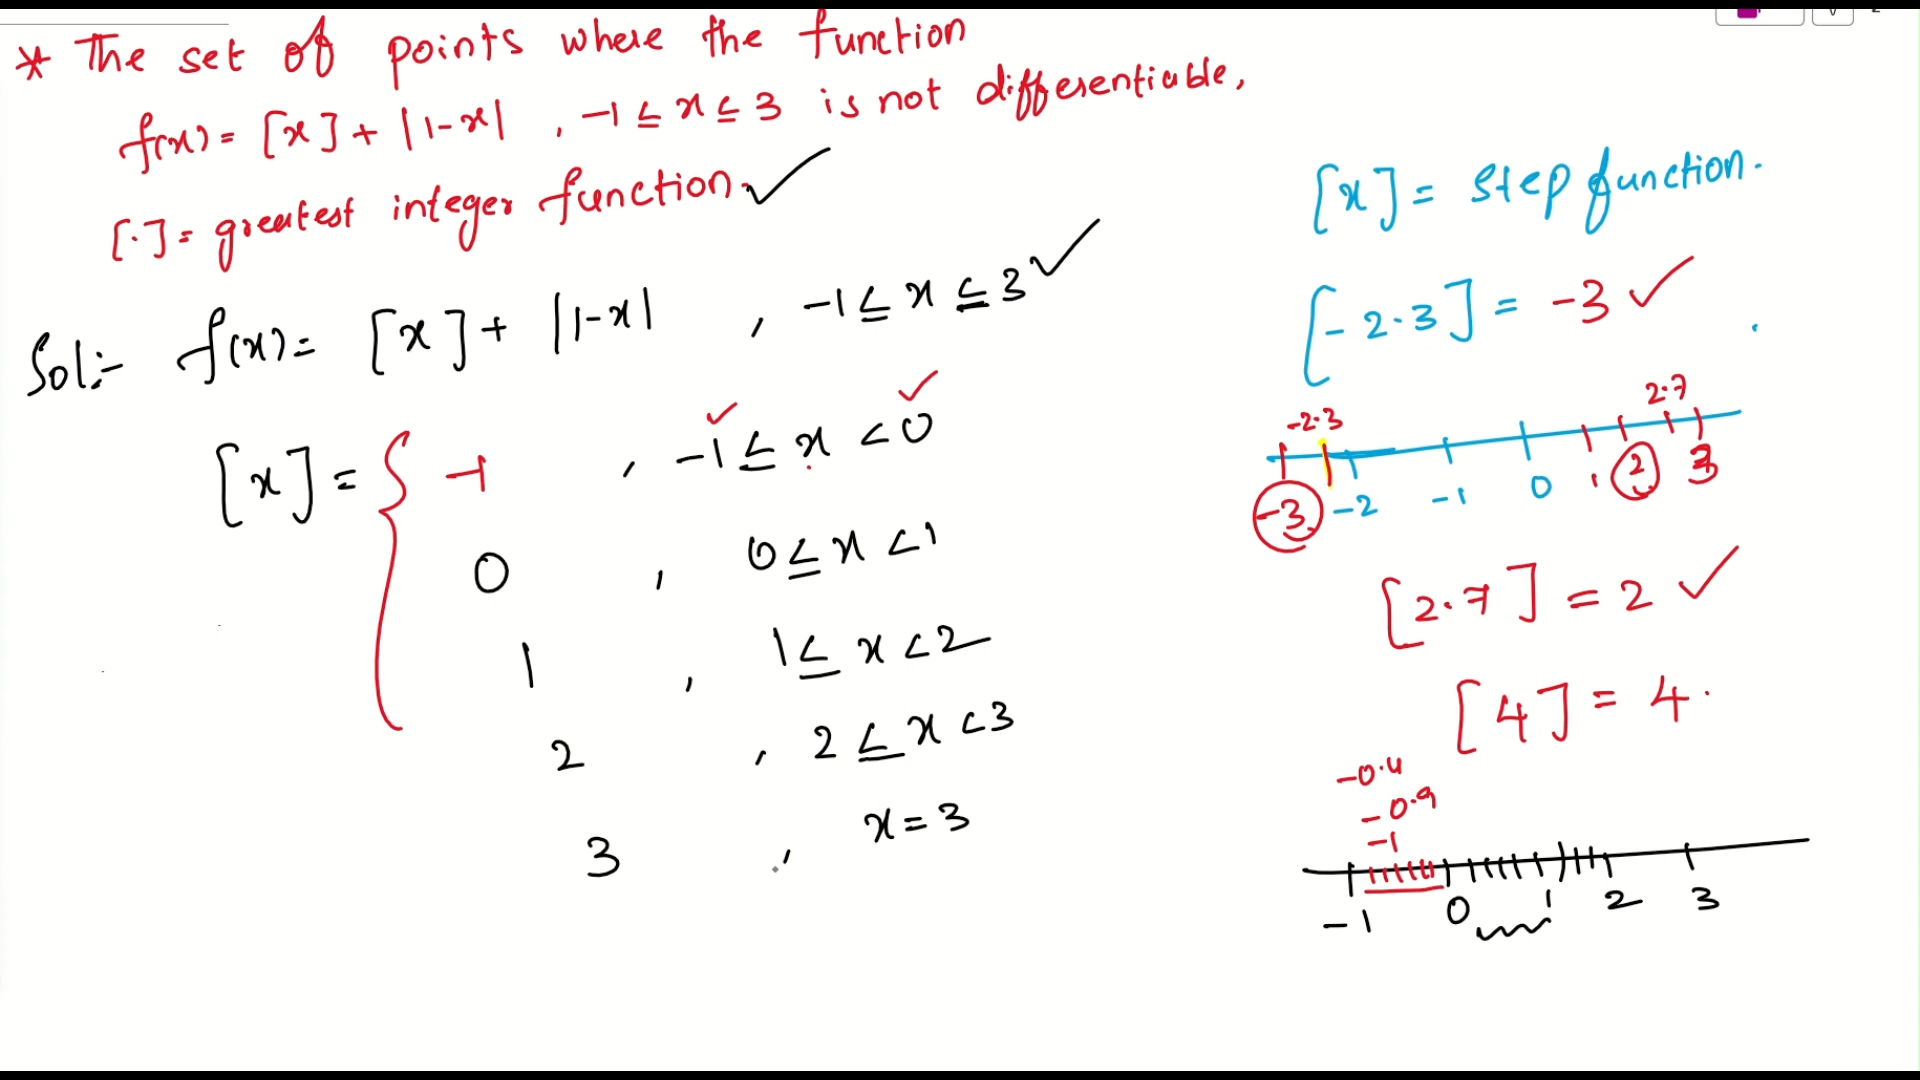 * The set of points where the function
f(x) = [x] + |1-x| , -1 ≤ x ≤ 3 is not differentiable,
[.] = greatest integer function. ✓
Sol:- f(x) = [x] + |1-x| , -1 ≤ x ≤ 3 ✓
[x] = { -1 , -1 ≤ x < 0
0 , 0 ≤ x < 1
1 , 1 ≤ x < 2
2 , 2 ≤ x < 3
3 , x = 3
[x] = Step function.
[-2.3] = -3 ✓
-2.3 2.7
-3 -2 -1 0 1 2 3
[2.7] = 2 ✓
[4] = 4.
-0.4
-0.9
-1
-1 0 1 2 3